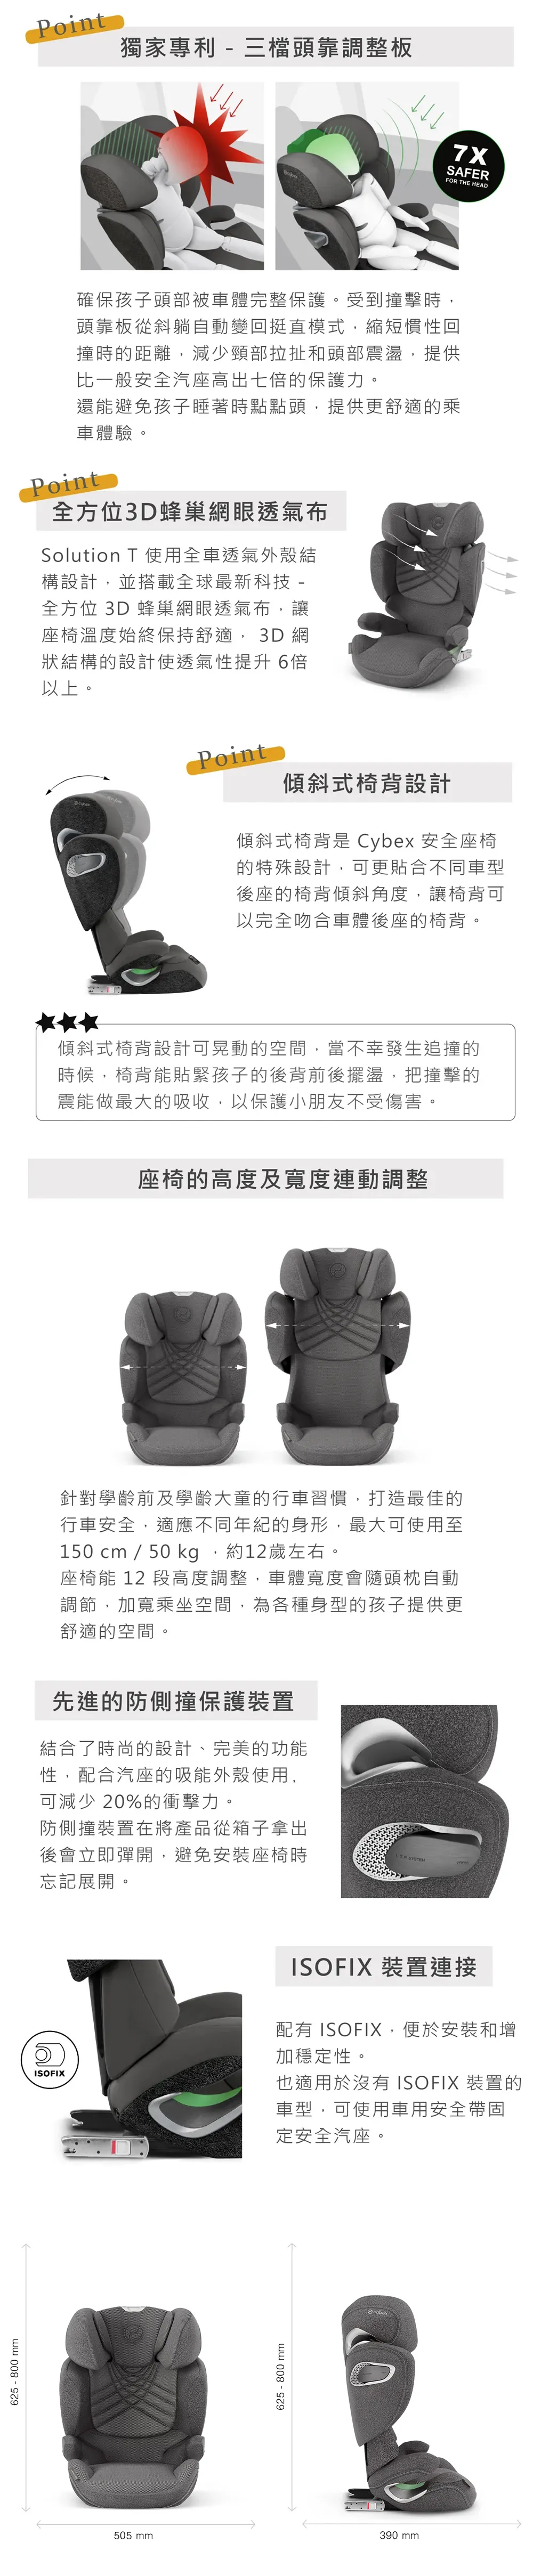 Point
獨家專利 - 三檔頭靠調整板
7X
SAFER
FOR THE HEAD
確保孩子頭部被車體完整保護。受到撞擊時，
頭靠板從斜躺自動變回挺直模式，縮短慣性回
撞時的距離，減少頸部拉扯和頭部震盪，提供
比一般安全汽座高出七倍的保護力。
還能避免孩子睡著時點點頭，提供更舒適的乘
車體驗。
Point
全方位3D蜂巢網眼透氣布
Solution T 使用全車透氣外殼結
構設計，並搭載全球最新科技 -
全方位 3D 蜂巢網眼透氣布，讓
座椅溫度始終保持舒適， 3D 網
狀結構的設計使透氣性提升 6倍
以上。
Point
傾斜式椅背設計
cybex
傾斜式椅背是 Cybex 安全座椅
的特殊設計，可更貼合不同車型
後座的椅背傾斜角度，讓椅背可
以完全吻合車體後座的椅背。
傾斜式椅背設計可晃動的空間，當不幸發生追撞的
時候，椅背能貼緊孩子的後背前後擺盪，把撞擊的
震能做最大的吸收，以保護小朋友不受傷害。
座椅的高度及寬度連動調整
針對學齡前及學齡大童的行車習慣，打造最佳的
行車安全，適應不同年紀的身形，最大可使用至
150 cm / 50 kg ，約12歲左右。
座椅能 12 段高度調整，車體寬度會隨頭枕自動
調節，加寬乘坐空間，為各種身型的孩子提供更
舒適的空間。
先進的防側撞保護裝置
結合了時尚的設計、完美的功能
性，配合汽座的吸能外殼使用，
可減少 20%的衝擊力。
防側撞裝置在將產品從箱子拿出
後會立即彈開，避免安裝座椅時
忘記展開。
ISOFIX 裝置連接
ISOFIX
配有 ISOFIX，便於安裝和增
加穩定性。
也適用於沒有 ISOFIX 裝置的
車型，可使用車用安全帶固
定安全汽座。
625 - 800 mm
505 mm
625 - 800 mm
cybex
390 mm